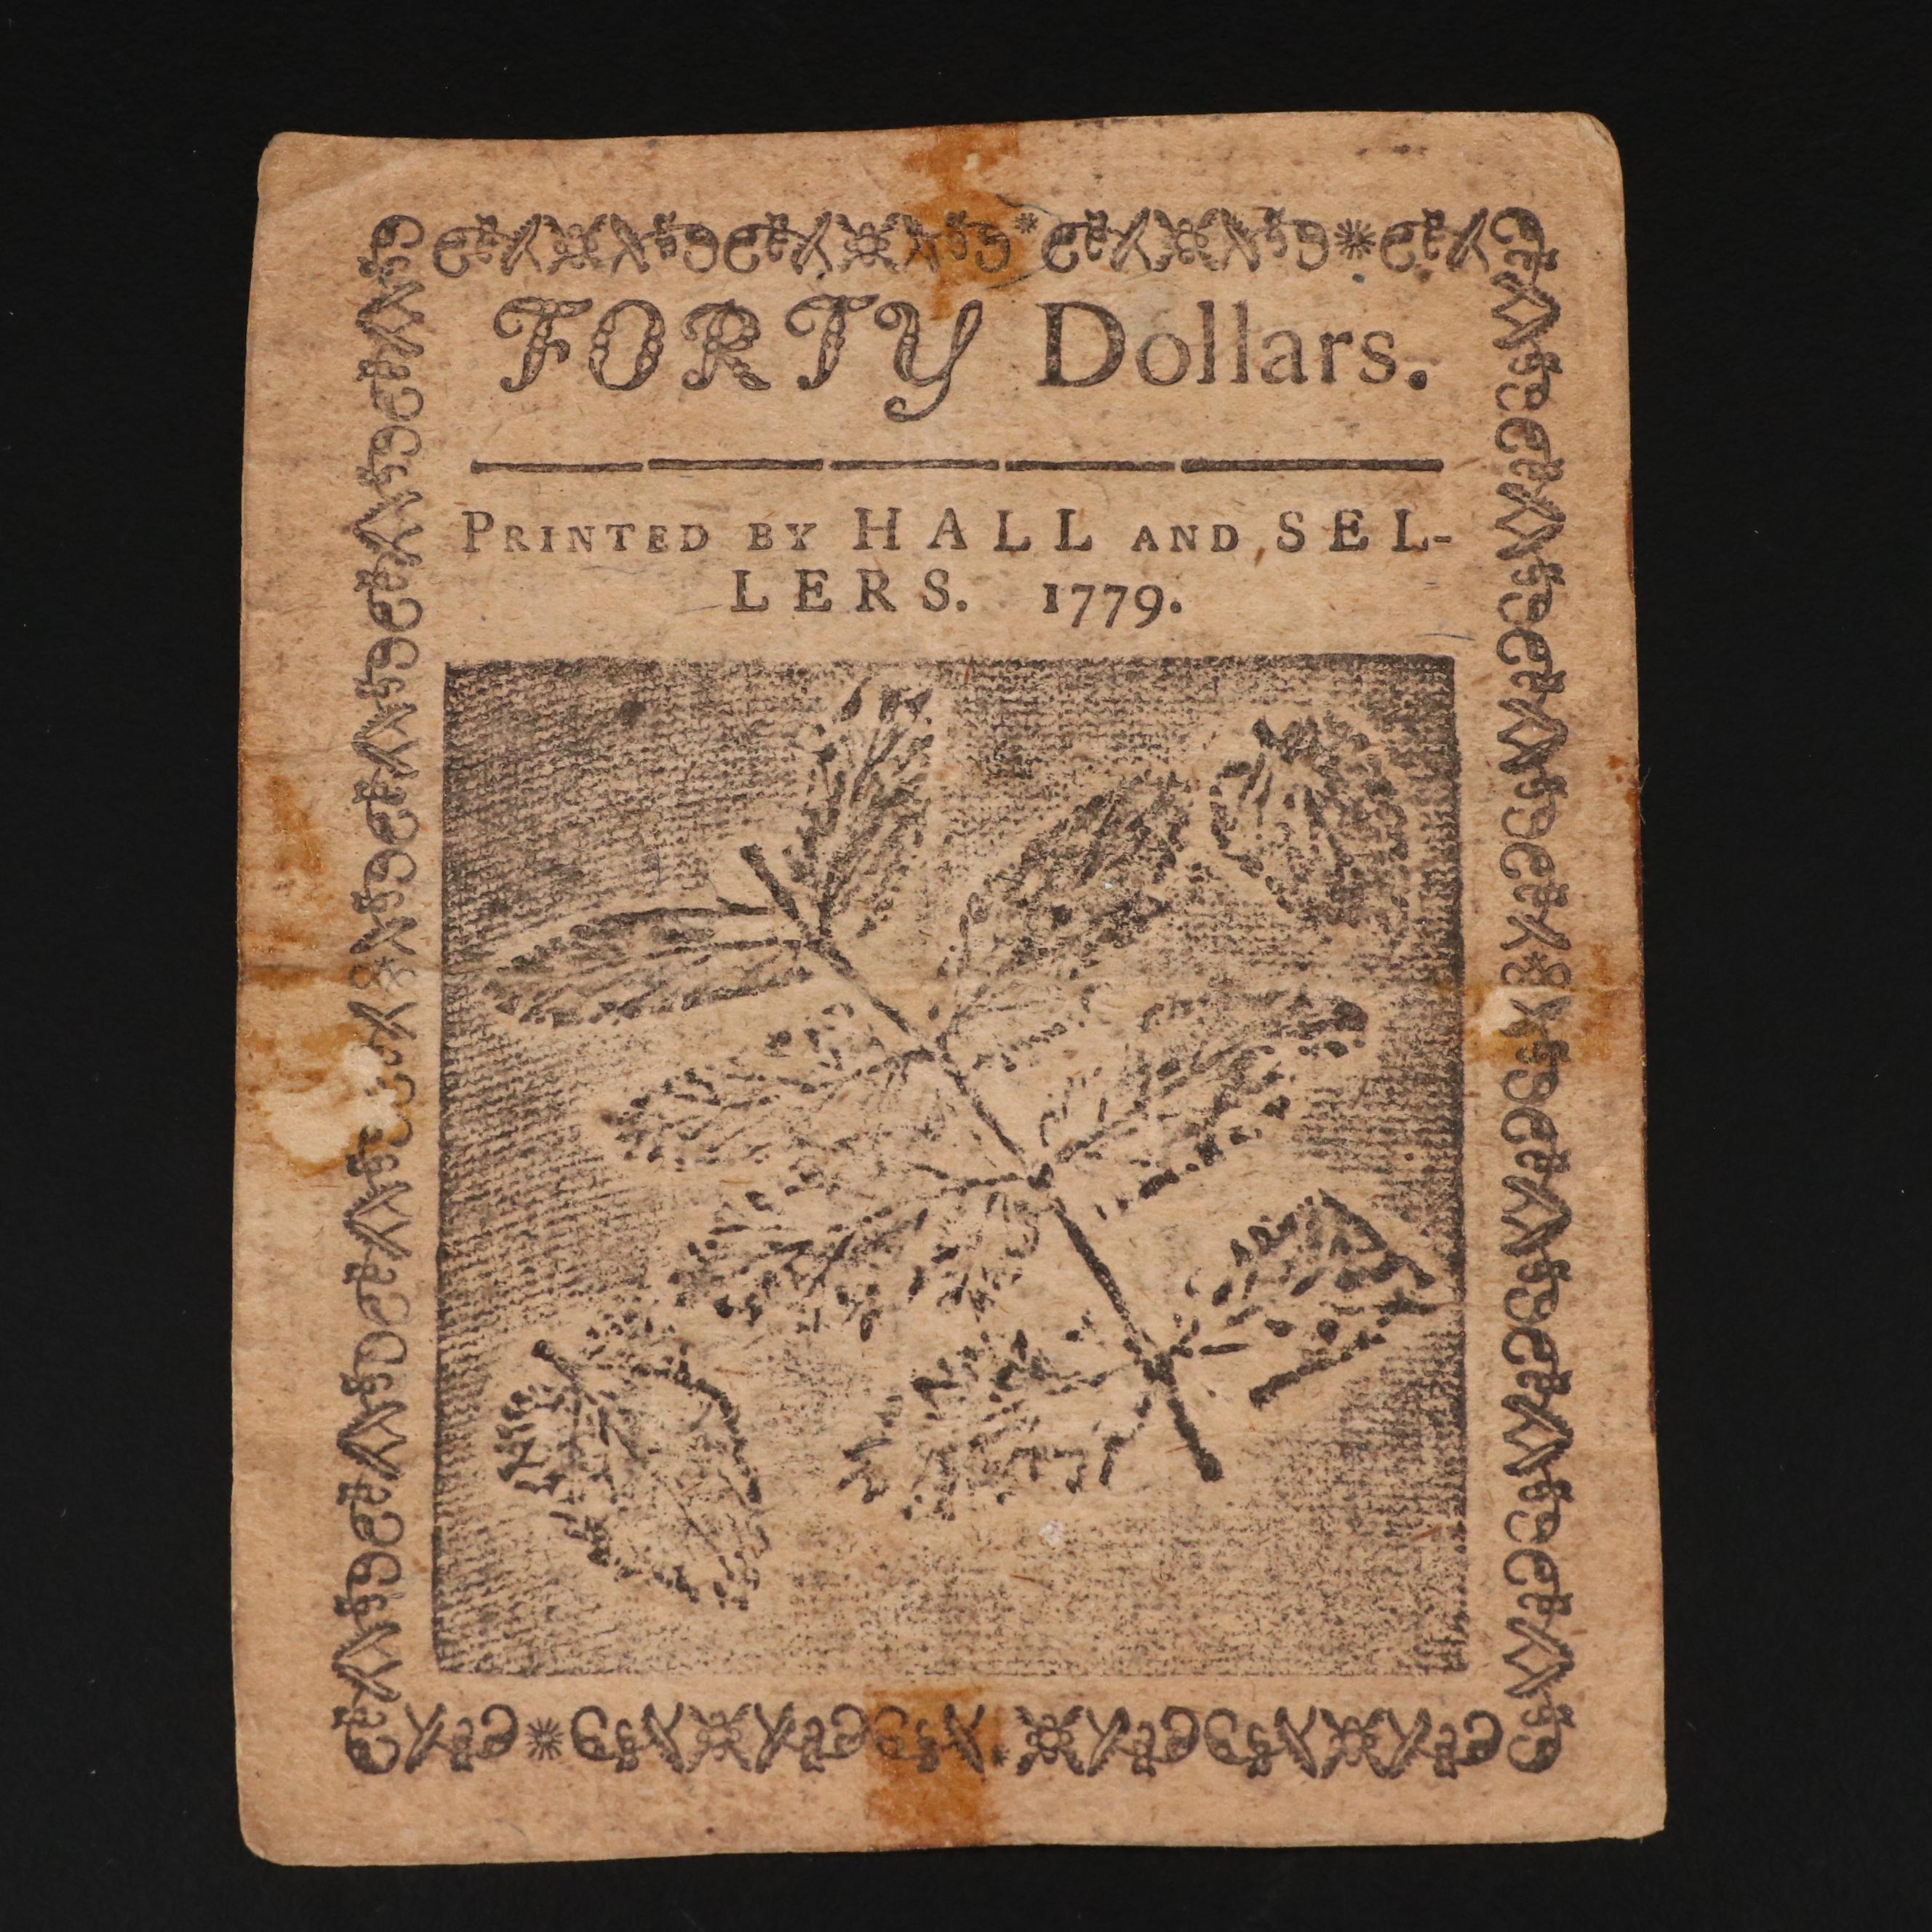 FORTY Dollars.
PRINTED BY HALL AND SEL-
LERS. 1779.